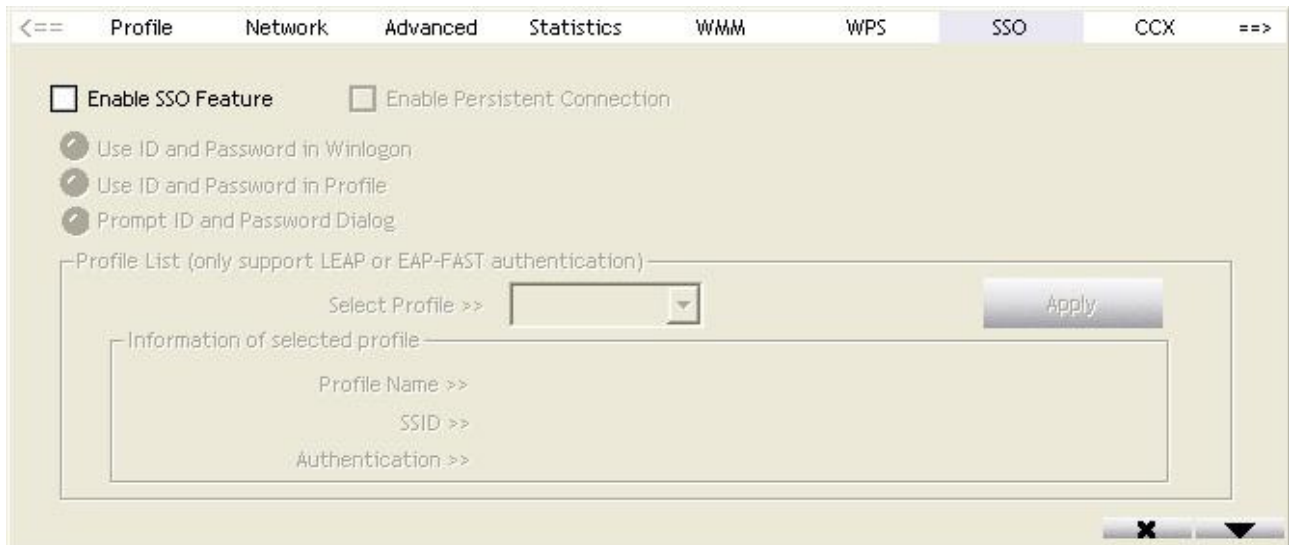 <== Profile Network Advanced Statistics WMM WPS SSO CCX ==>
Enable SSO Feature Enable Persistent Connection
Use ID and Password in Winlogon
Use ID and Password in Profile
Prompt ID and Password Dialog
Profile List (only support LEAP or EAP-FAST authentication)
Select Profile >> Apply
Information of selected profile
Profile Name >>
SSID >>
Authentication >>